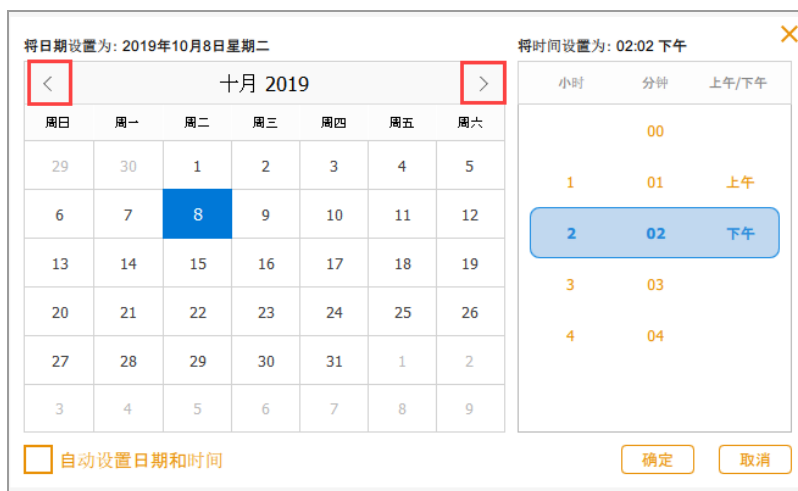 将日期设置为: 2019年10月8日星期二
十月 2019
周日 周一 周二 周三 周四 周五 周六
29 30 1 2 3 4 5
6 7 8 9 10 11 12
13 14 15 16 17 18 19
20 21 22 23 24 25 26
27 28 29 30 31 1 2
3 4 5 6 7 8 9
自动设置日期和时间
将时间设置为: 02:02 下午
小时 分钟 上午/下午
00
1 01 上午
2 02 下午
3 03
4 04
确定 取消